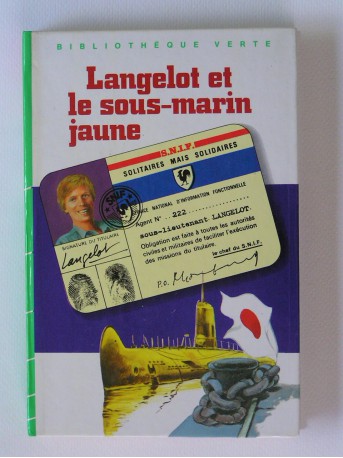 BIBLIOTHÈQUE VERTE
Langelot et
le sous-marin
jaune
S.N.I.F.
SOLITAIRES MAIS SOLIDAIRES
SERVICE NATIONAL D'INFORMATION FONCTIONNELLE
Agent N° ..222..................
sous-lieutenant LANGELOT.
Obligation est faite à toutes les autorités
civiles et militaires de faciliter l'exécution
des missions du titulaire.
le chef du S.N.I.F.
P.O.
SNIF
SIGNATURE DU TITULAIRE
Langelot